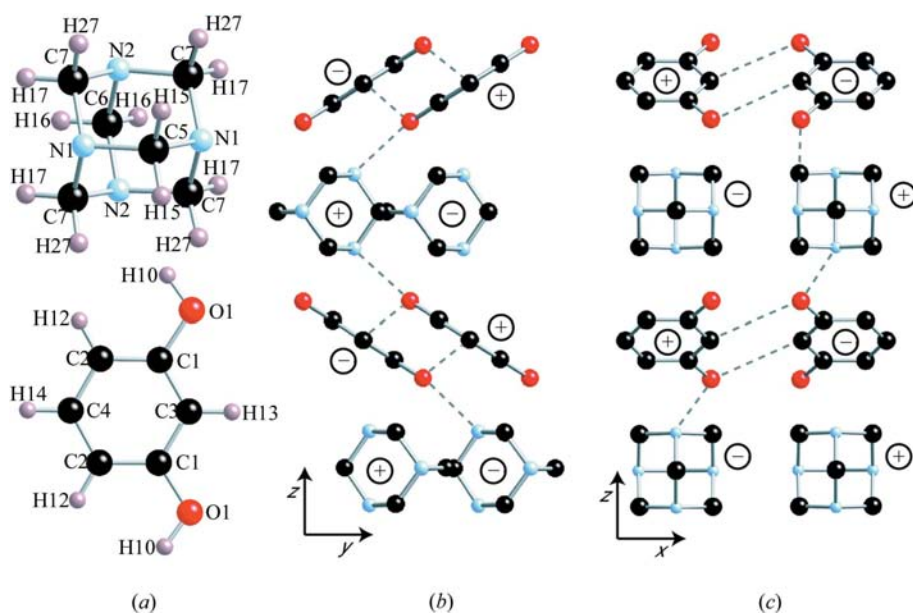 H27 H27
C7 N2 C7
H17 C6 H16 H15 H17
H16 C5
N1 N1
H17 H17
C7 N2 H15 C7
H27 H27
H10
O1
H12
C2 C1
H14 C4 C3 H13
C2 C1
H12 O1
H10
− +
+ −
− +
+ −
z
y
+ −
− +
+ −
− +
z
x
(a) (b) (c)